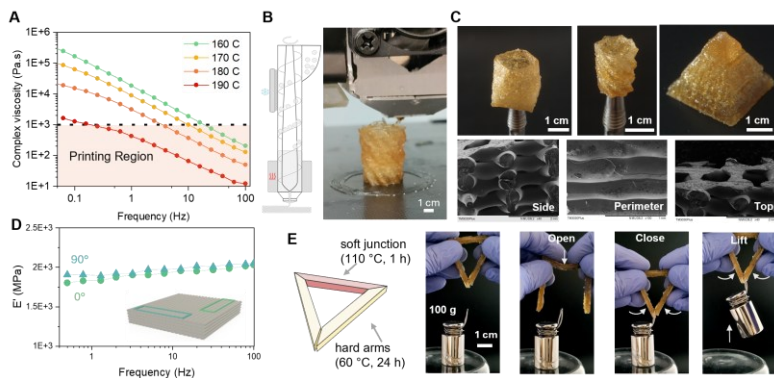 A
Complex viscosity (Pa.s)
1E+6
1E+5
1E+4
1E+3
1E+2
1E+1
160 C
170 C
180 C
190 C
Printing Region
0.1
1
10
100
Frequency (Hz)
B
1 cm
C
1 cm
1 cm
1 cm
Side
Perimeter
Top
D
E' (MPa)
2.5E+3
2E+3
1.5E+3
1E+3
90°
0°
1
10
100
Frequency (Hz)
E
soft junction
(110 °C, 1 h)
hard arms
(60 °C, 24 h)
100 g
1 cm
Open
Close
Lift